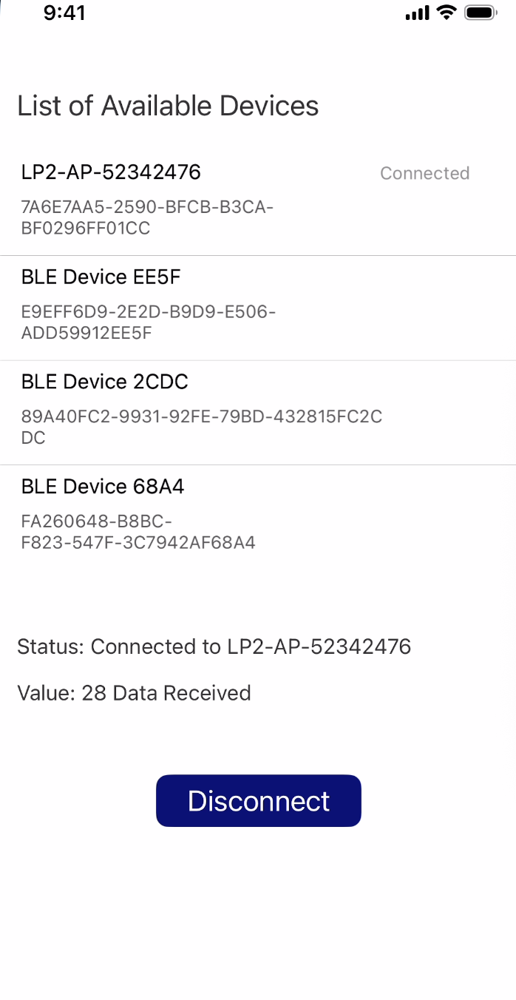 9:41
List of Available Devices
LP2-AP-52342476
Connected
7A6E7AA5-2590-BFCB-B3CA-
BF0296FF01CC
BLE Device EE5F
E9EFF6D9-2E2D-B9D9-E506-
ADD59912EE5F
BLE Device 2CDC
89A40FC2-9931-92FE-79BD-432815FC2C
DC
BLE Device 68A4
FA260648-B8BC-
F823-547F-3C7942AF68A4
Status: Connected to LP2-AP-52342476
Value: 28 Data Received
Disconnect